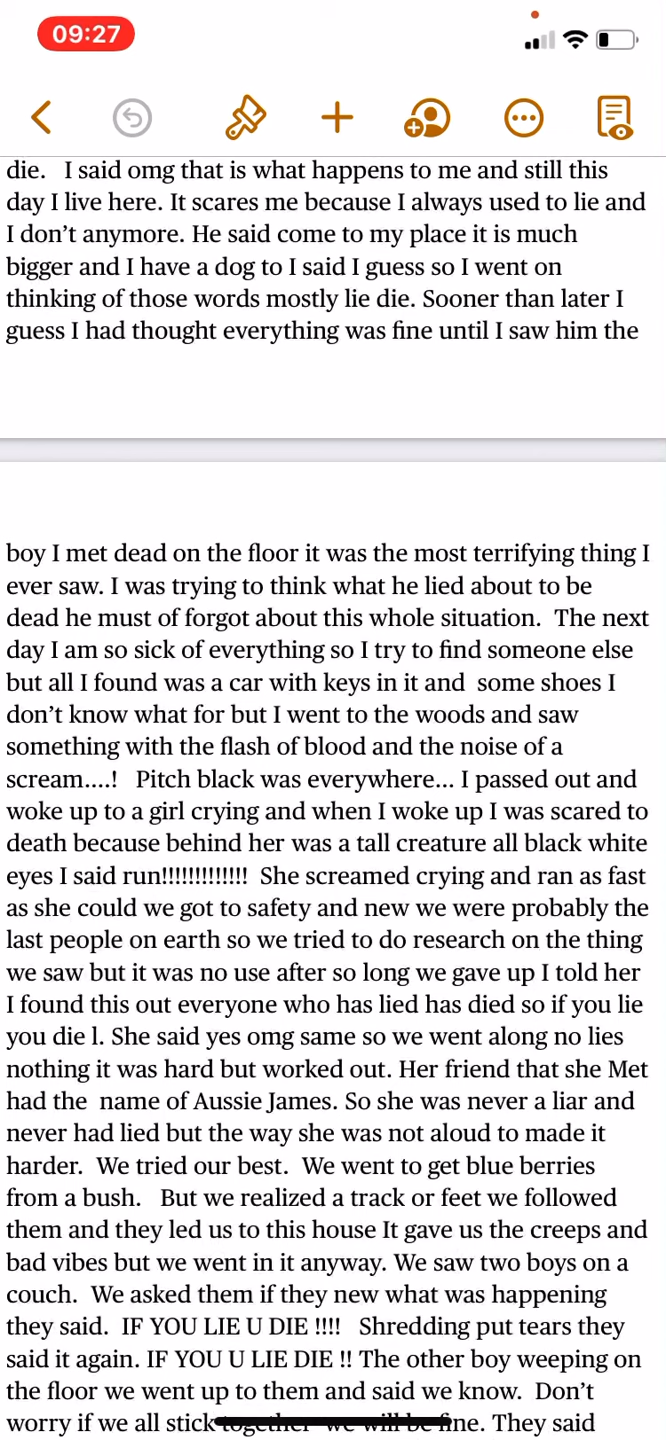 09:27
die.   I said omg that is what happens to me and still this
day I live here. It scares me because I always used to lie and
I don’t anymore. He said come to my place it is much
bigger and I have a dog to I said I guess so I went on
thinking of those words mostly lie die. Sooner than later I
guess I had thought everything was fine until I saw him the
boy I met dead on the floor it was the most terrifying thing I
ever saw. I was trying to think what he lied about to be
dead he must of forgot about this whole situation.  The next
day I am so sick of everything so I try to find someone else
but all I found was a car with keys in it and  some shoes I
don’t know what for but I went to the woods and saw
something with the flash of blood and the noise of a
scream....!   Pitch black was everywhere... I passed out and
woke up to a girl crying and when I woke up I was scared to
death because behind her was a tall creature all black white
eyes I said run!!!!!!!!!!!!!  She screamed crying and ran as fast
as she could we got to safety and new we were probably the
last people on earth so we tried to do research on the thing
we saw but it was no use after so long we gave up I told her
I found this out everyone who has lied has died so if you lie
you die l. She said yes omg same so we went along no lies
nothing it was hard but worked out. Her friend that she Met
had the  name of Aussie James. So she was never a liar and
never had lied but the way she was not aloud to made it
harder.  We tried our best.  We went to get blue berries
from a bush.   But we realized a track or feet we followed
them and they led us to this house It gave us the creeps and
bad vibes but we went in it anyway. We saw two boys on a
couch.  We asked them if they new what was happening
they said.  IF YOU LIE U DIE !!!!   Shredding put tears they
said it again. IF YOU U LIE DIE !! The other boy weeping on
the floor we went up to them and said we know.  Don’t
worry if we all stick together  we will be fine. They said